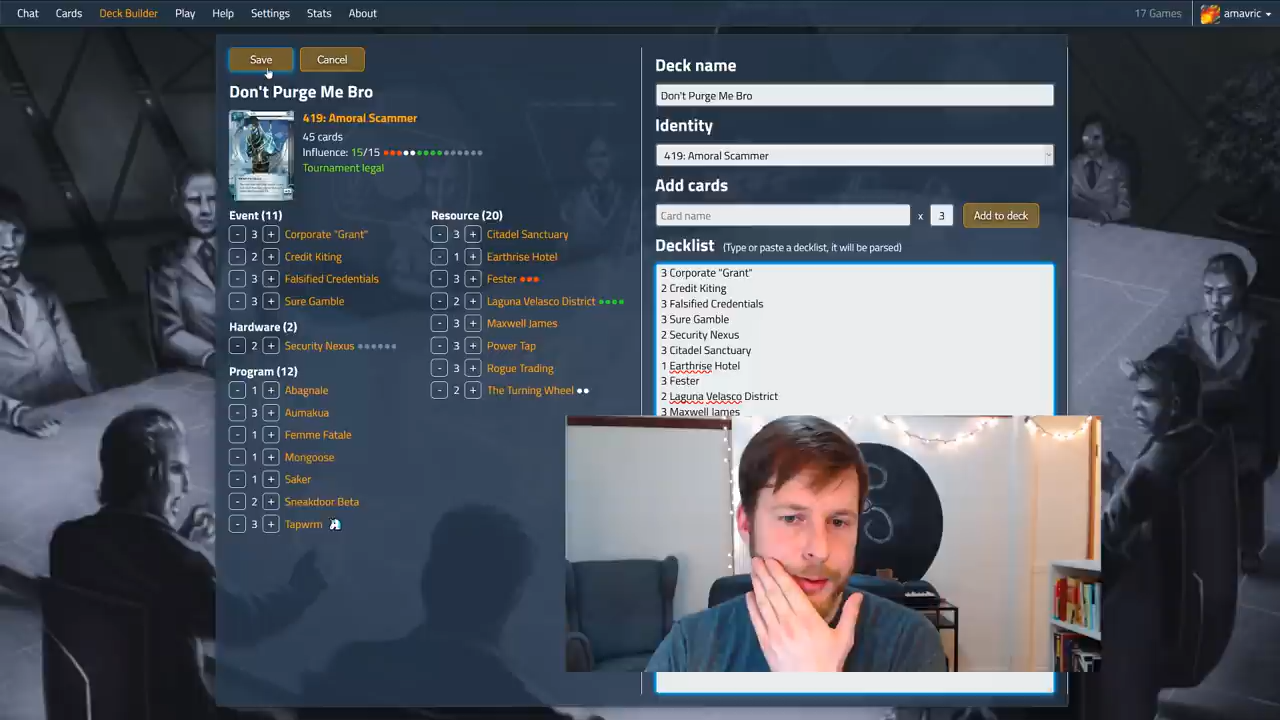 Chat Cards Deck Builder Play Help Settings Stats About 17 Games amavric
Save Cancel
Don't Purge Me Bro
419: Amoral Scammer
45 cards
Influence: 15/15
Tournament legal
Event (11)
- 3 + Corporate "Grant"
- 2 + Credit Kiting
- 3 + Falsified Credentials
- 3 + Sure Gamble
Hardware (2)
- 2 + Security Nexus
Program (12)
- 1 + Abagnale
- 3 + Aumakua
- 1 + Femme Fatale
- 1 + Mongoose
- 1 + Saker
- 2 + Sneakdoor Beta
- 3 + Tapwrm
Resource (20)
- 3 + Citadel Sanctuary
- 1 + Earthrise Hotel
- 3 + Fester
- 2 + Laguna Velasco District
- 3 + Maxwell James
- 3 + Power Tap
- 3 + Rogue Trading
- 2 + The Turning Wheel
Deck name
Don't Purge Me Bro
Identity
419: Amoral Scammer
Add cards
Card name x 3 Add to deck
Decklist (Type or paste a decklist, it will be parsed)
3 Corporate "Grant"
2 Credit Kiting
3 Falsified Credentials
3 Sure Gamble
2 Security Nexus
3 Citadel Sanctuary
1 Earthrise Hotel
3 Fester
2 Laguna Velasco District
3 Maxwell James